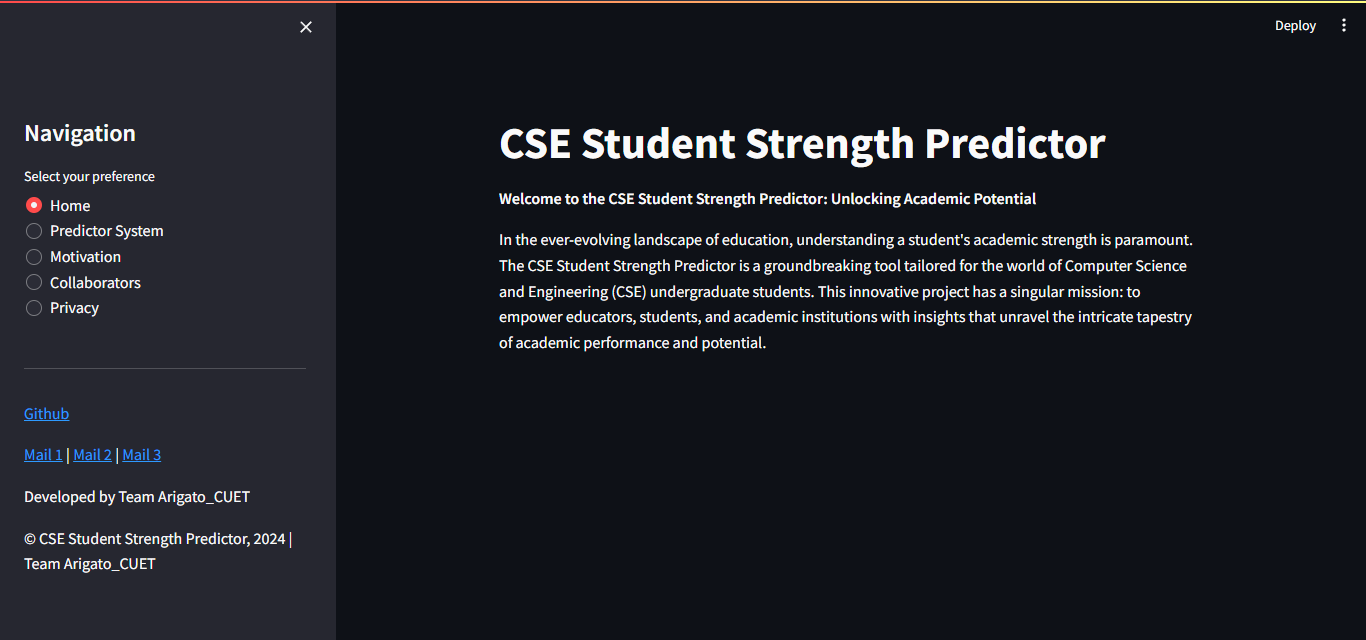 Deploy
Navigation
Select your preference
Home
Predictor System
Motivation
Collaborators
Privacy
Github
Mail 1 | Mail 2 | Mail 3
Developed by Team Arigato_CUET
© CSE Student Strength Predictor, 2024 |
Team Arigato_CUET
CSE Student Strength Predictor
Welcome to the CSE Student Strength Predictor: Unlocking Academic Potential
In the ever-evolving landscape of education, understanding a student's academic strength is paramount.
The CSE Student Strength Predictor is a groundbreaking tool tailored for the world of Computer Science
and Engineering (CSE) undergraduate students. This innovative project has a singular mission: to
empower educators, students, and academic institutions with insights that unravel the intricate tapestry
of academic performance and potential.